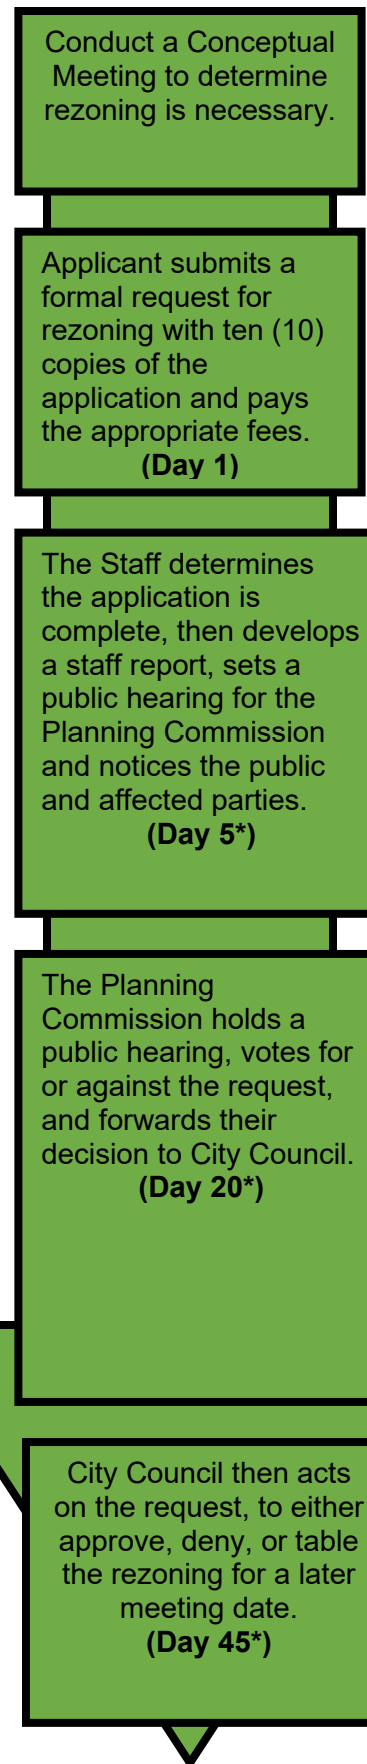 Conduct a Conceptual
Meeting to determine
rezoning is necessary.
Applicant submits a
formal request for
rezoning with ten (10)
copies of the
application and pays
the appropriate fees.
(Day 1)
The Staff determines
the application is
complete, then develops
a staff report, sets a
public hearing for the
Planning Commission
and notices the public
and affected parties.
(Day 5*)
The Planning
Commission holds a
public hearing, votes for
or against the request,
and forwards their
decision to City Council.
(Day 20*)
City Council then acts
on the request, to either
approve, deny, or table
the rezoning for a later
meeting date.
(Day 45*)